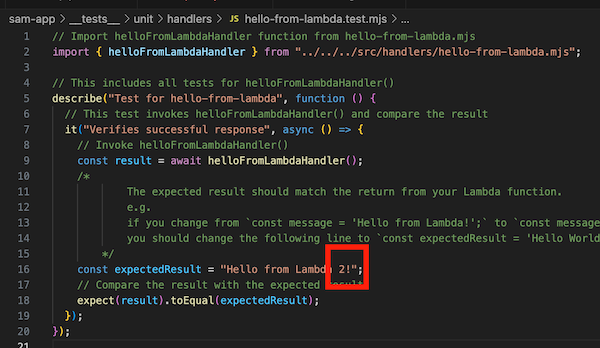 sam-app > __tests__ > unit > handlers > JS hello-from-lambda.test.mjs > ...
1 // Import helloFromLambdaHandler function from hello-from-lambda.mjs
2 import { helloFromLambdaHandler } from "../../../src/handlers/hello-from-lambda.mjs";
3
4 // This includes all tests for helloFromLambdaHandler()
5 describe("Test for hello-from-lambda", function () {
6 // This test invokes helloFromLambdaHandler() and compare the result
7 it("Verifies successful response", async () => {
8 // Invoke helloFromLambdaHandler()
9 const result = await helloFromLambdaHandler();
10 /*
11 The expected result should match the return from your Lambda function.
12 e.g.
13 if you change from `const message = 'Hello from Lambda!';` to `const message
14 you should change the following line to `const expectedResult = 'Hello World
15 */
16 const expectedResult = "Hello from Lambda 2!";
17 // Compare the result with the expected result
18 expect(result).toEqual(expectedResult);
19 });
20 });
21